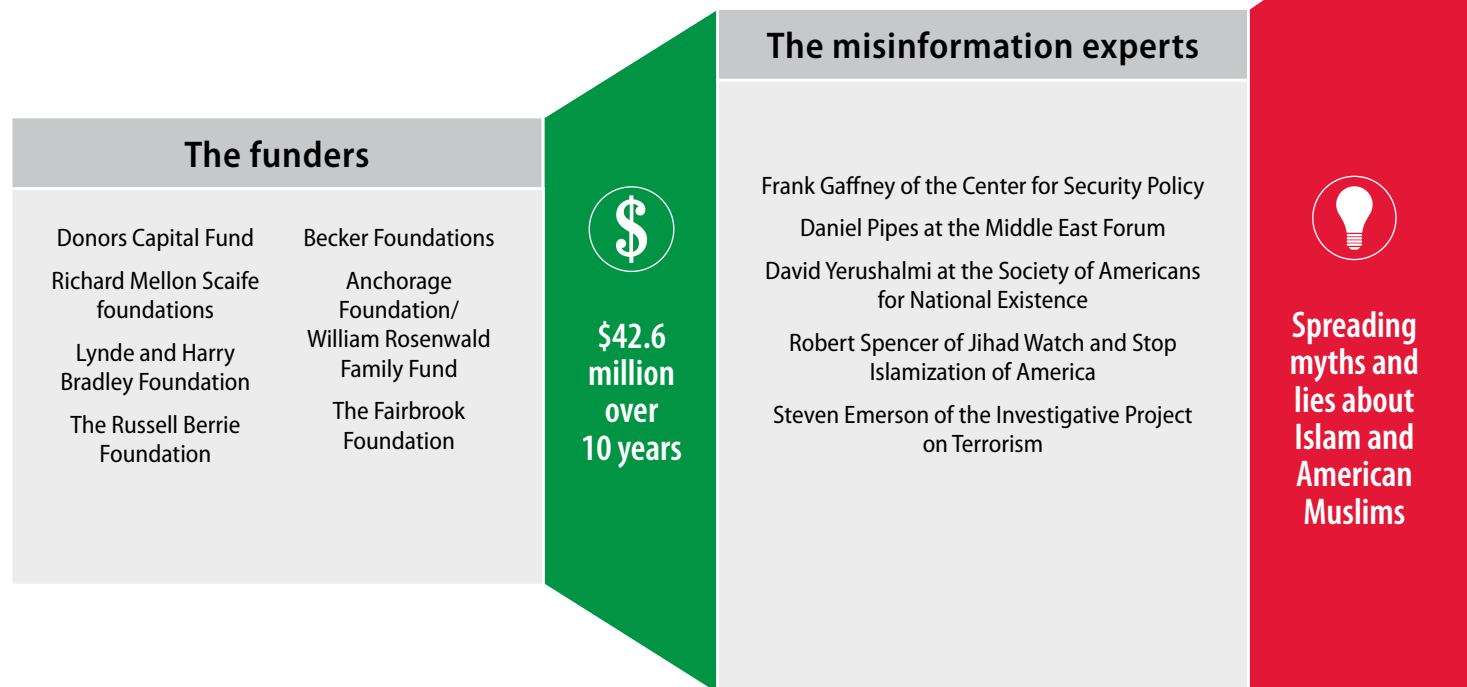 The funders
Donors Capital Fund
Richard Mellon Scaife
foundations
Lynde and Harry
Bradley Foundation
The Russell Berrie
Foundation
Becker Foundations
Anchorage
Foundation/
William Rosenwald
Family Fund
The Fairbrook
Foundation
$
$42.6
million
over
10 years
The misinformation experts
Frank Gaffney of the Center for Security Policy
Daniel Pipes at the Middle East Forum
David Yerushalmi at the Society of Americans
for National Existence
Robert Spencer of Jihad Watch and Stop
Islamization of America
Steven Emerson of the Investigative Project
on Terrorism
Spreading
myths and
lies about
Islam and
American
Muslims